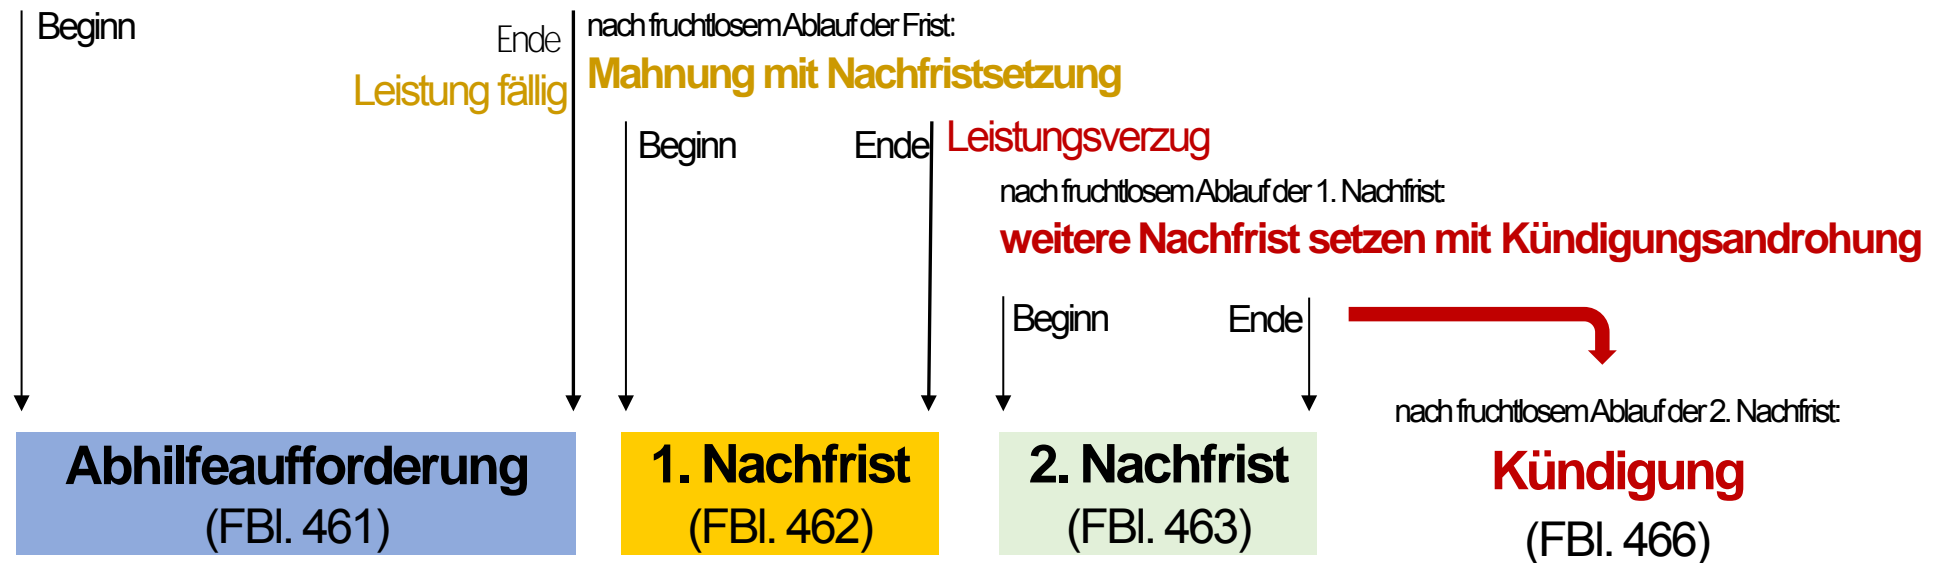 Beginn
Ende
Leistung fällig
nach fruchtlosem Ablauf der Frist:
Mahnung mit Nachfristsetzung
Beginn
Ende
Leistungsverzug
nach fruchtlosem Ablauf der 1. Nachfrist:
weitere Nachfrist setzen mit Kündigungsandrohung
Beginn
Ende
nach fruchtlosem Ablauf der 2. Nachfrist:
Abhilfeaufforderung
(FBl. 461)
1. Nachfrist
(FBl. 462)
2. Nachfrist
(FBl. 463)
Kündigung
(FBl. 466)